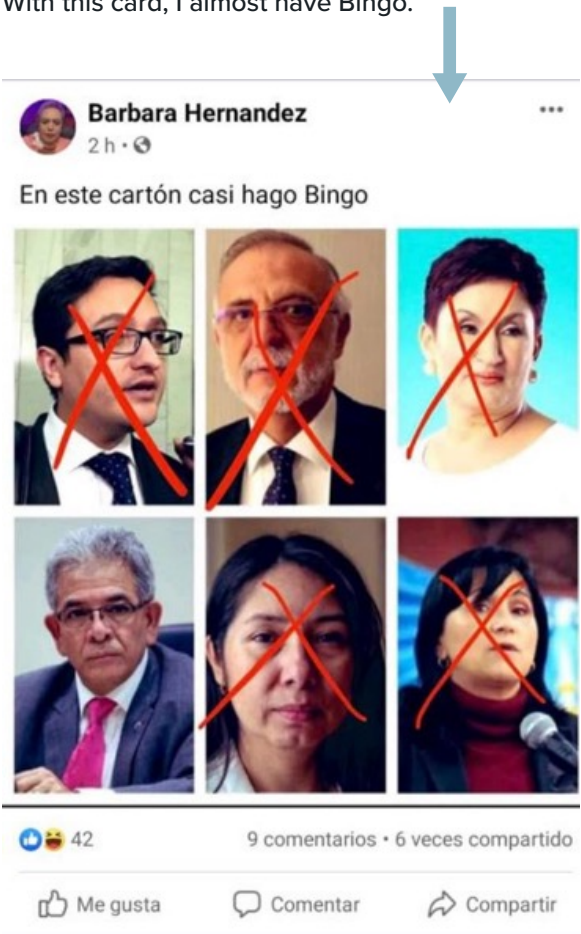 With this card, I almost have Bingo.
Barbara Hernandez
2 h •
En este cartón casi hago Bingo
42
9 comentarios • 6 veces compartido
Me gusta
Comentar
Compartir